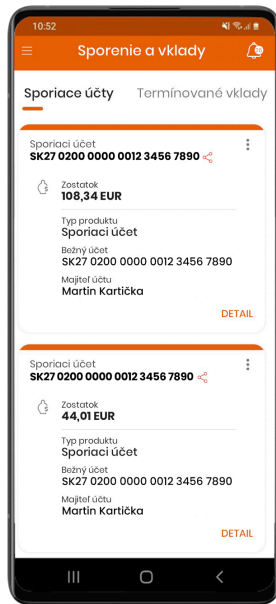 10:52
Sporenie a vklady
Sporiace účty Termínované vklady
Sporiaci účet
SK27 0200 0000 0012 3456 7890
Zostatok
108,34 EUR
Typ produktu
Sporiaci účet
Bežný účet
SK27 0200 0000 0012 3456 7890
Majiteľ účtu
Martin Kartička
DETAIL
Sporiaci účet
SK27 0200 0000 0012 3456 7890
Zostatok
44,01 EUR
Typ produktu
Sporiaci účet
Bežný účet
SK27 0200 0000 0012 3456 7890
Majiteľ účtu
Martin Kartička
DETAIL